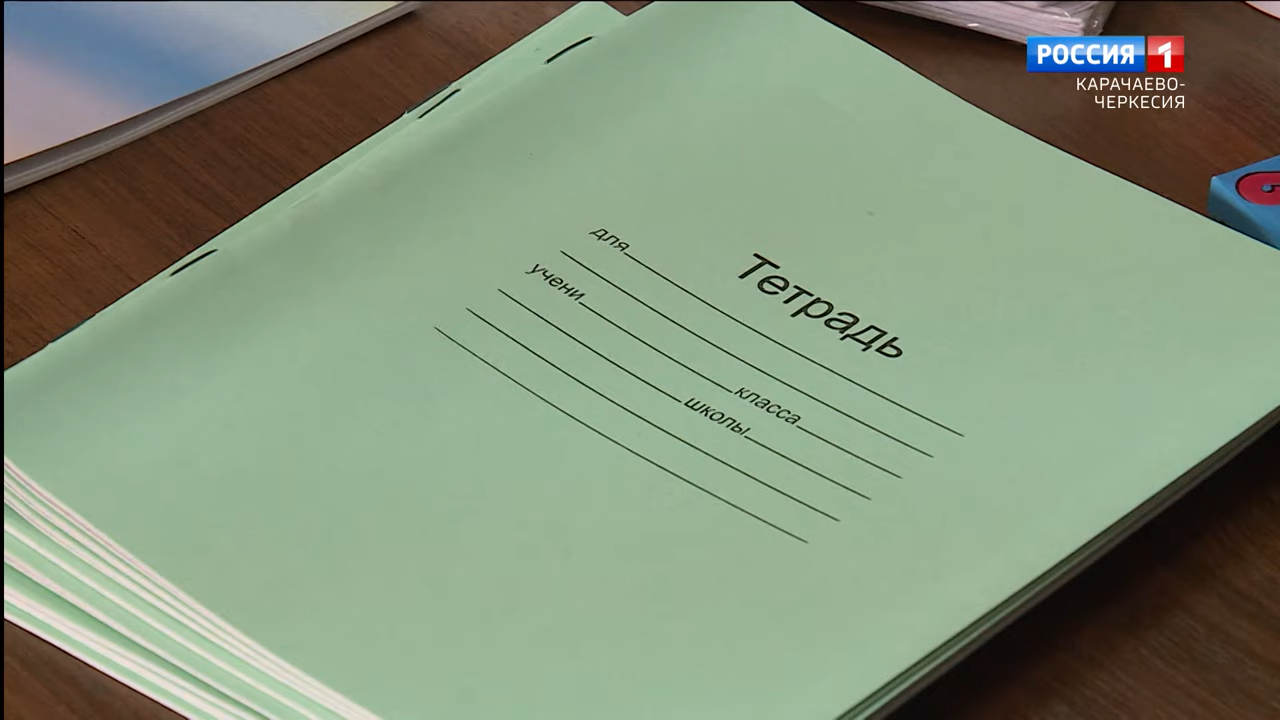 РОССИЯ 1
КАРАЧАЕВО-
ЧЕРКЕСИЯ
Тетрадь
для
учени
класса
школы